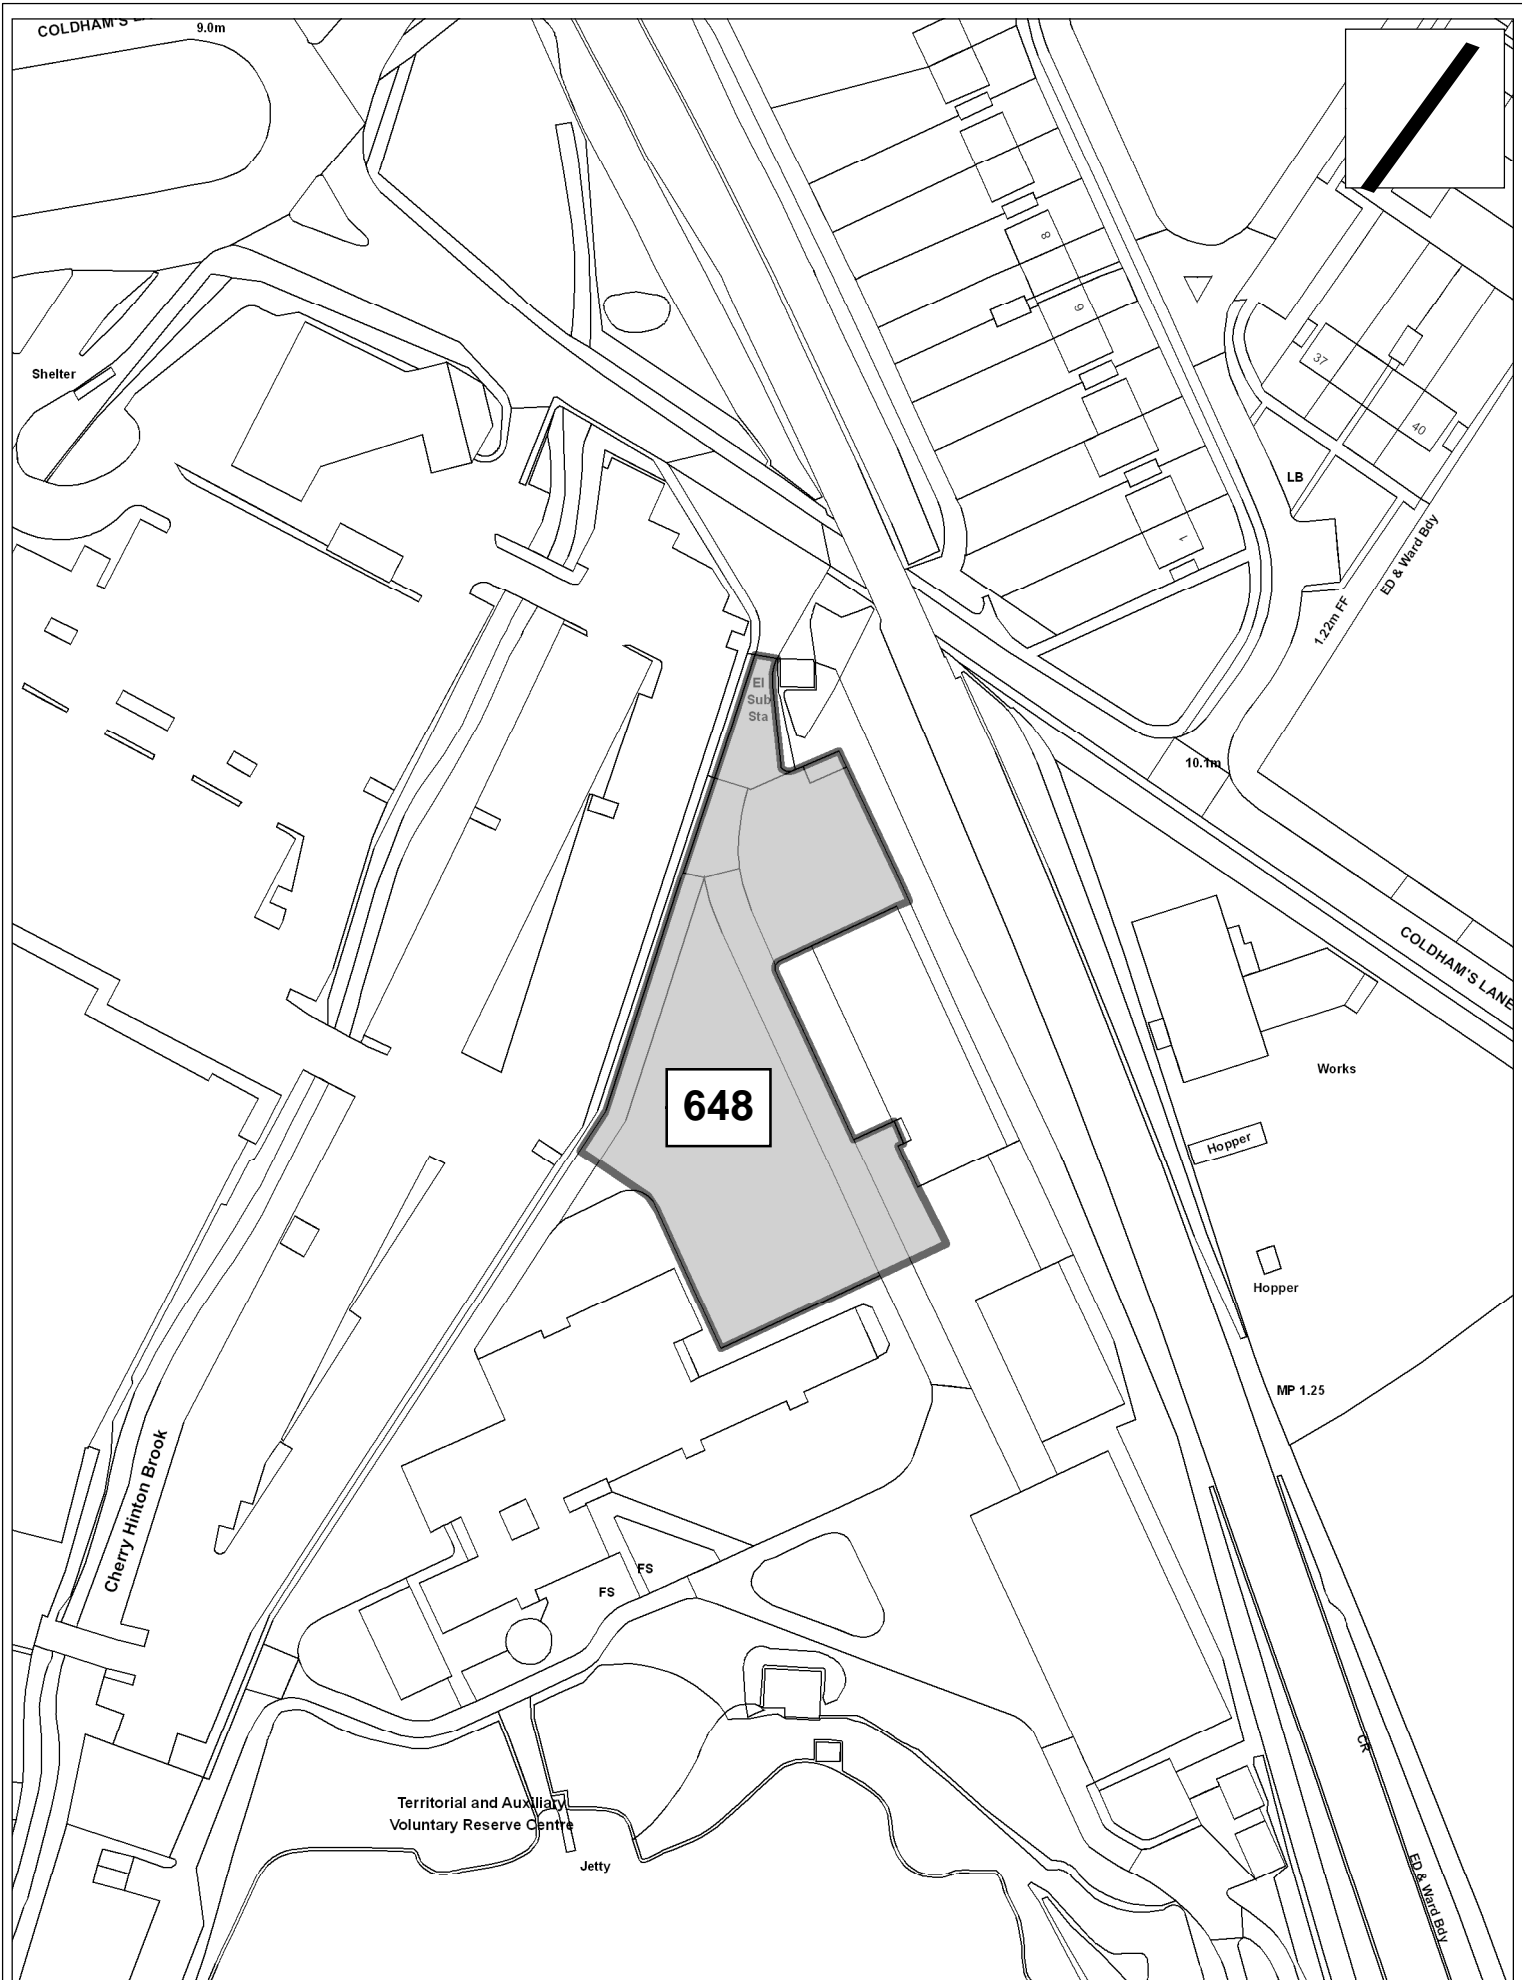 COLDHAM'S
9.0m
8
6
37
40
Shelter
LB
ED & Ward Bdy
1
1.22m FF
El
Sub
Sta
10.1m
COLDHAM'S LANE
Works
648
Hopper
Hopper
MP 1.25
Cherry Hinton Brook
FS
FS
CR
Territorial and Auxiliary
Voluntary Reserve Centre
Jetty
ED & Ward Bdy